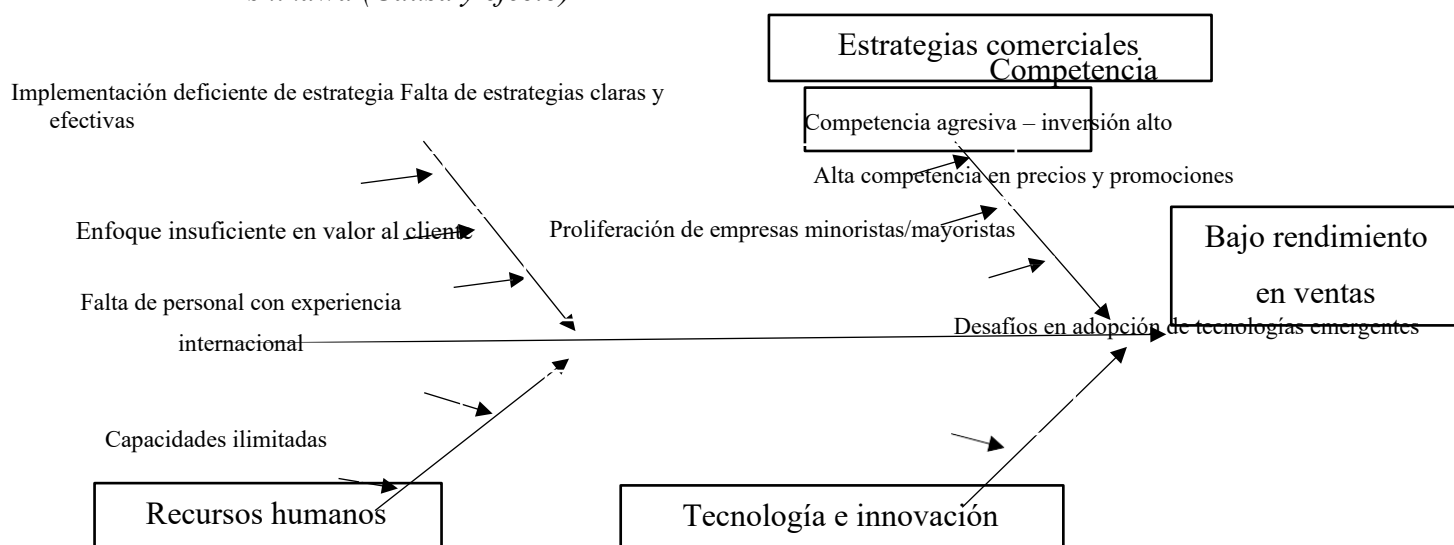 (Causa y efecto)
Estrategias comerciales
Competencia
Implementación deficiente de estrategia Falta de estrategias claras y
efectivas
Competencia agresiva – inversión alto
Alta competencia en precios y promociones
Enfoque insuficiente en valor al cliente
Proliferación de empresas minoristas/mayoristas
Bajo rendimiento
en ventas
Falta de personal con experiencia
internacional
Desafíos en adopción de tecnologías emergentes
Capacidades ilimitadas
Recursos humanos
Tecnología e innovación